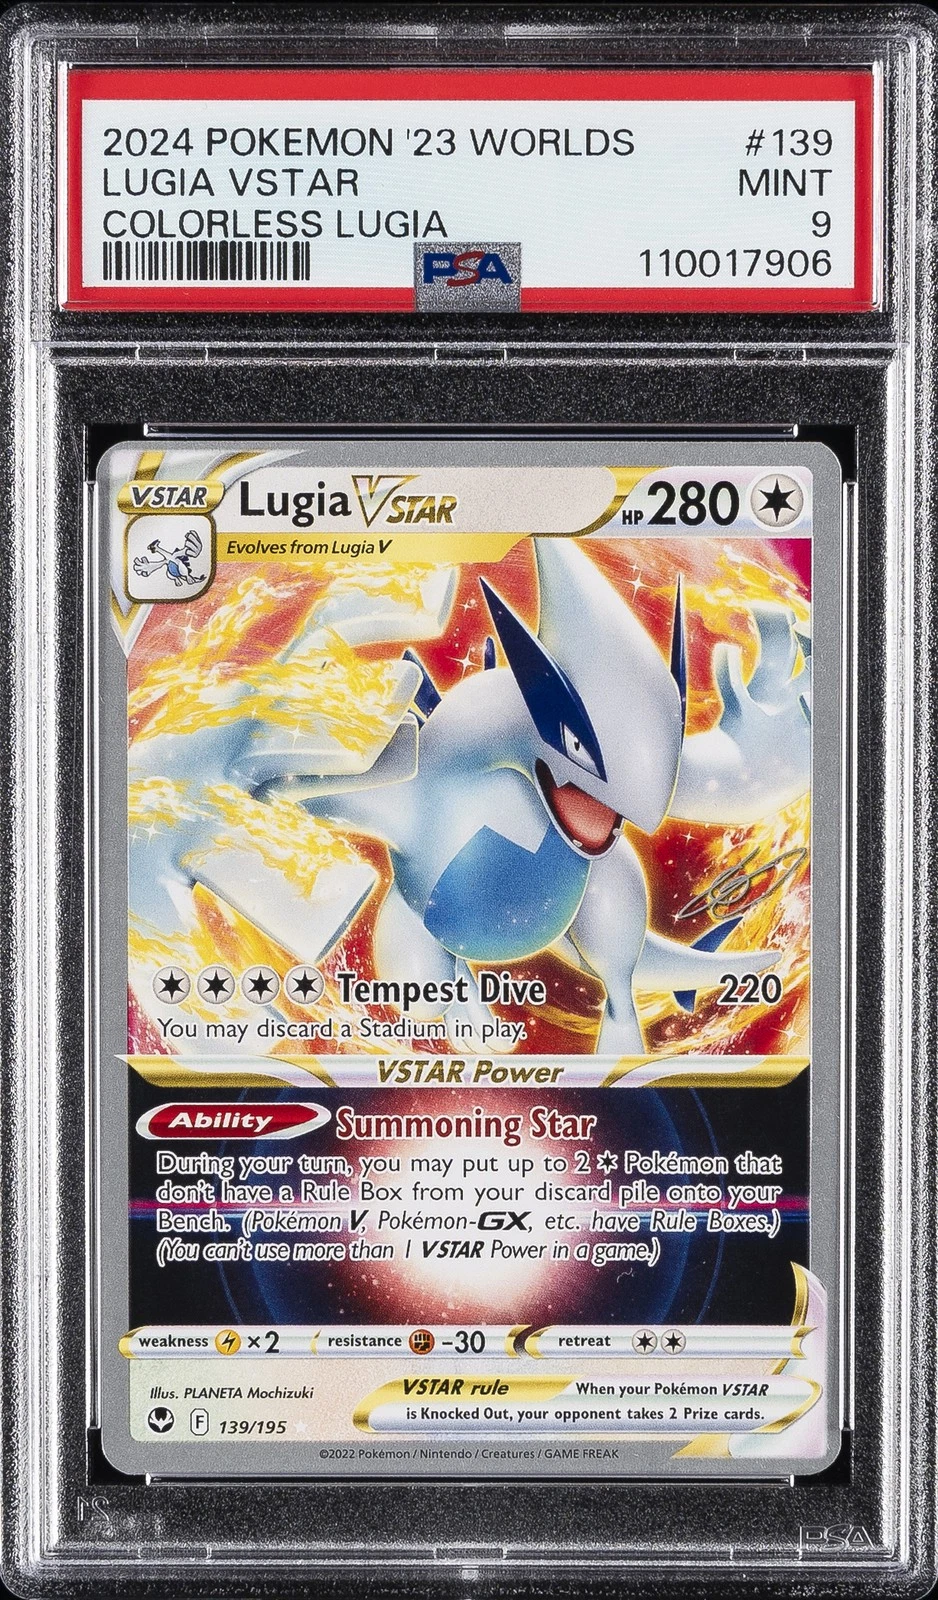 2024 POKEMON '23 WORLDS #139
LUGIA VSTAR MINT
COLORLESS LUGIA 9
PSA 110017906
VSTAR
Lugia VSTAR HP 280
Evolves from Lugia V
Tempest Dive 220
You may discard a Stadium in play.
VSTAR Power
Ability Summoning Star
During your turn, you may put up to 2 Pokémon that
don't have a Rule Box from your discard pile onto your
Bench. (Pokémon V, Pokémon-GX, etc. have Rule Boxes.)
(You can't use more than 1 VSTAR Power in a game.)
weakness ×2 resistance -30 retreat
Illus. PLANETA Mochizuki
VSTAR rule When your Pokémon VSTAR
is Knocked Out, your opponent takes 2 Prize cards.
F 139/195
©2022 Pokémon / Nintendo / Creatures / GAME FREAK
PSA